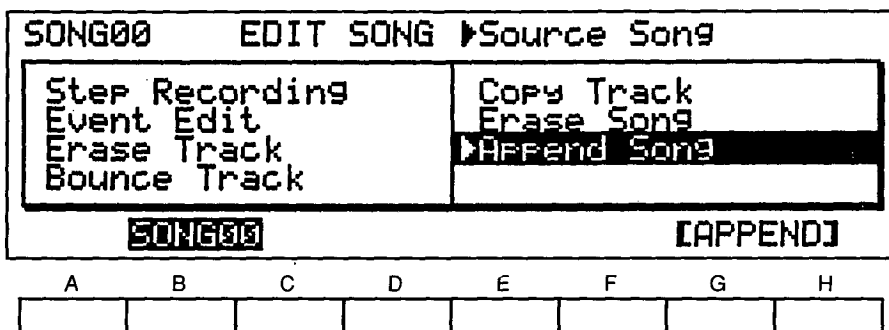 SONG00 EDIT SONG ▶Source Song
Step Recording
Event Edit
Erase Track
Bounce Track
Copy Track
Erase Song
▶Append Song
SONG00 [APPEND]
A B C D E F G H